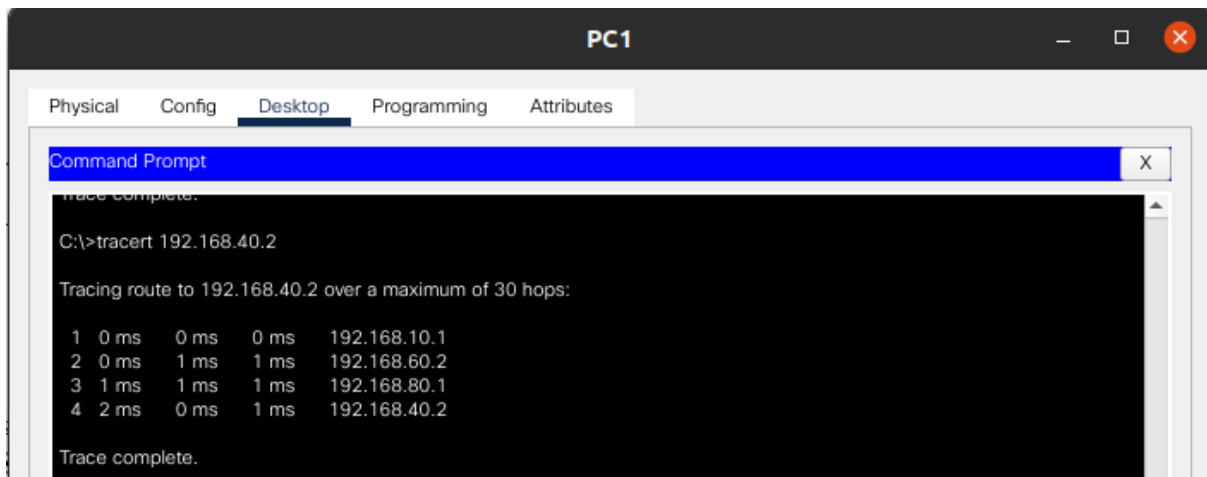 PC1
Physical Config Desktop Programming Attributes
Command Prompt X
Trace complete.
C:\>tracert 192.168.40.2
Tracing route to 192.168.40.2 over a maximum of 30 hops:
1 0 ms 0 ms 0 ms 192.168.10.1
2 0 ms 1 ms 1 ms 192.168.60.2
3 1 ms 1 ms 1 ms 192.168.80.1
4 2 ms 0 ms 1 ms 192.168.40.2
Trace complete.